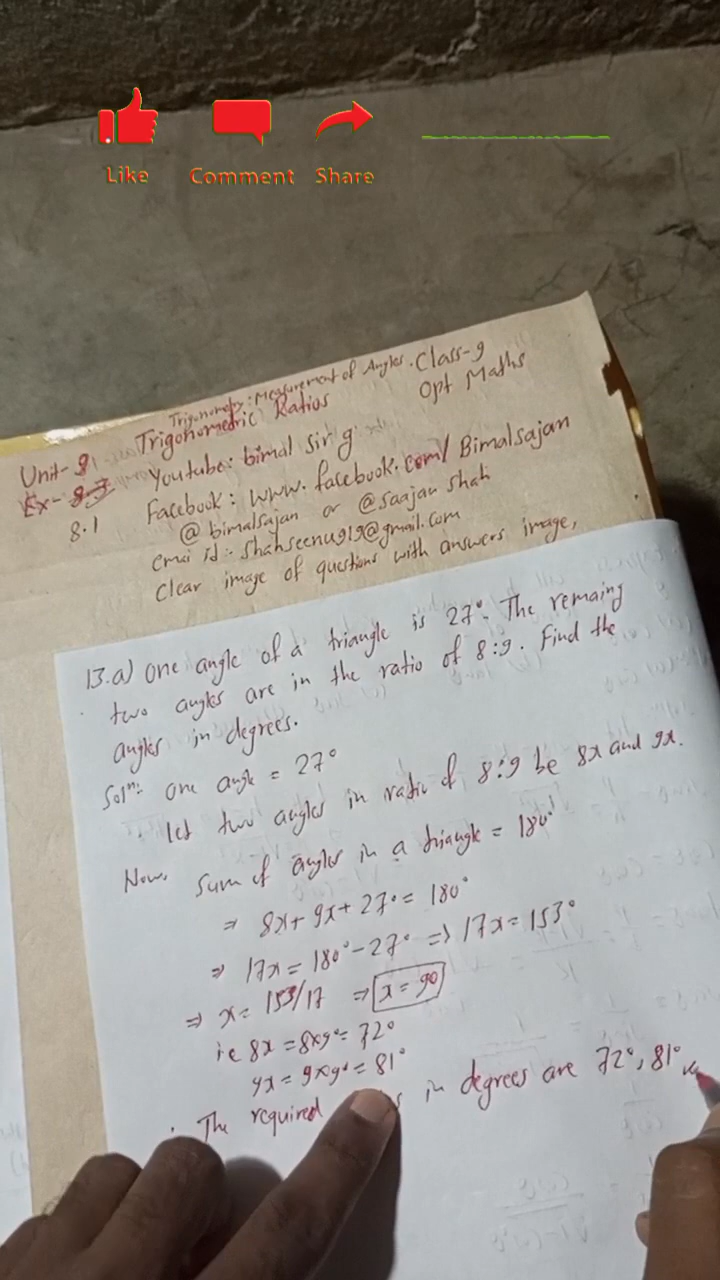 Like Comment Share
Trigonometry: Measurement of Angles. Class-9
Unit-8 Trigonometric Ratios Opt Maths
Ex-8.3 Youtube: bimal sir g
8.1 Facebook: www.facebook.com/Bimalsajan
@bimalsajan or @saajan shah
emai id:- shahseenu919@gmail.com
Clear image of questions with answers image,
13.a) One angle of a triangle is 27°. The remaing
two angles are in the ratio of 8:9. Find the
angles in degrees.
Solⁿ: One angle = 27°
let two angles in ratio of 8:9 be 8x and 9x.
Now, sum of angles in a triangle = 180°
⇒ 8x+9x+27°=180°
⇒ 17x=180°-27° ⇒ 17x=153°
⇒ x=153/17 ⇒ x=9°
ie 8x=8x9°=72°
9x=9x9°=81°
∴ The required in degrees are 72°, 81°